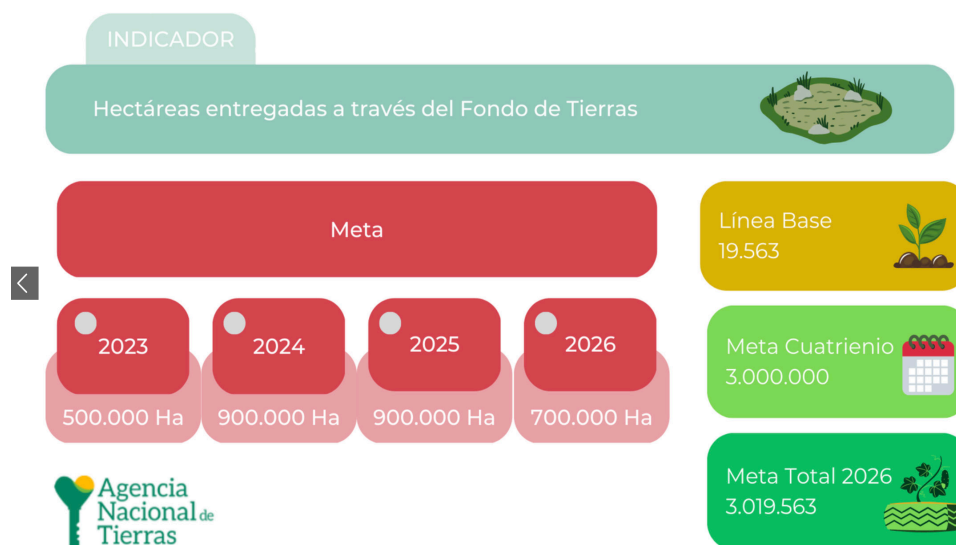 INDICADOR
Hectáreas entregadas a través del Fondo de Tierras
Meta
2023
500.000 Ha
2024
900.000 Ha
2025
900.000 Ha
2026
700.000 Ha
Línea Base
19.563
Meta Cuatrienio
3.000.000
Meta Total 2026
3.019.563
Agencia
Nacional de
Tierras